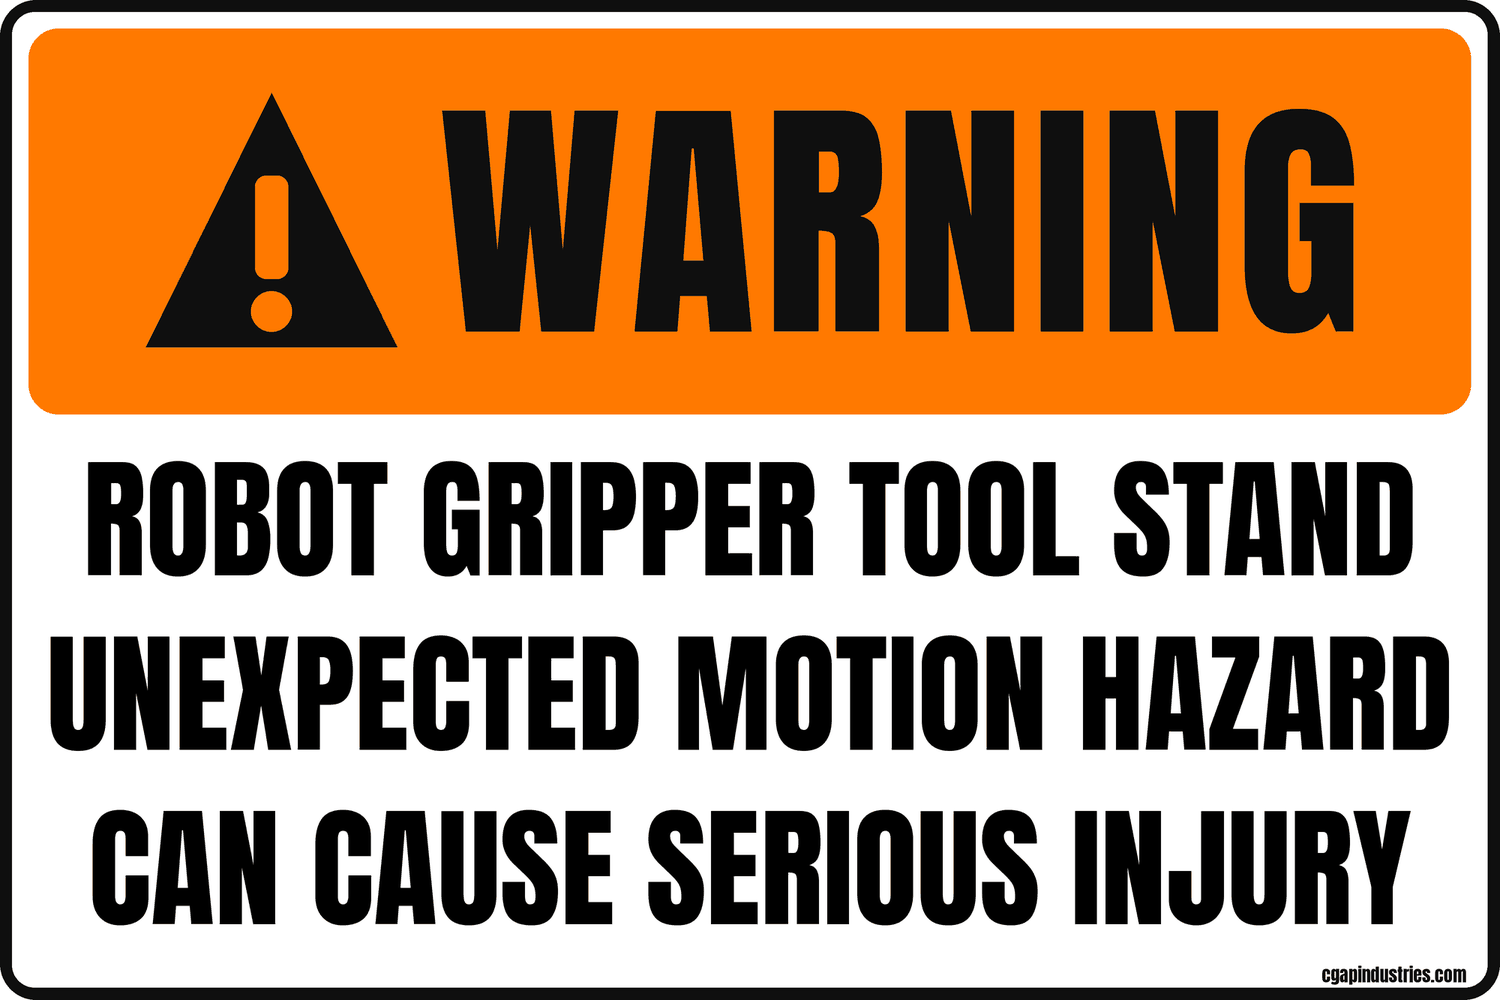 WARNING
ROBOT GRIPPER TOOL STAND
UNEXPECTED MOTION HAZARD
CAN CAUSE SERIOUS INJURY
cgapindustries.com